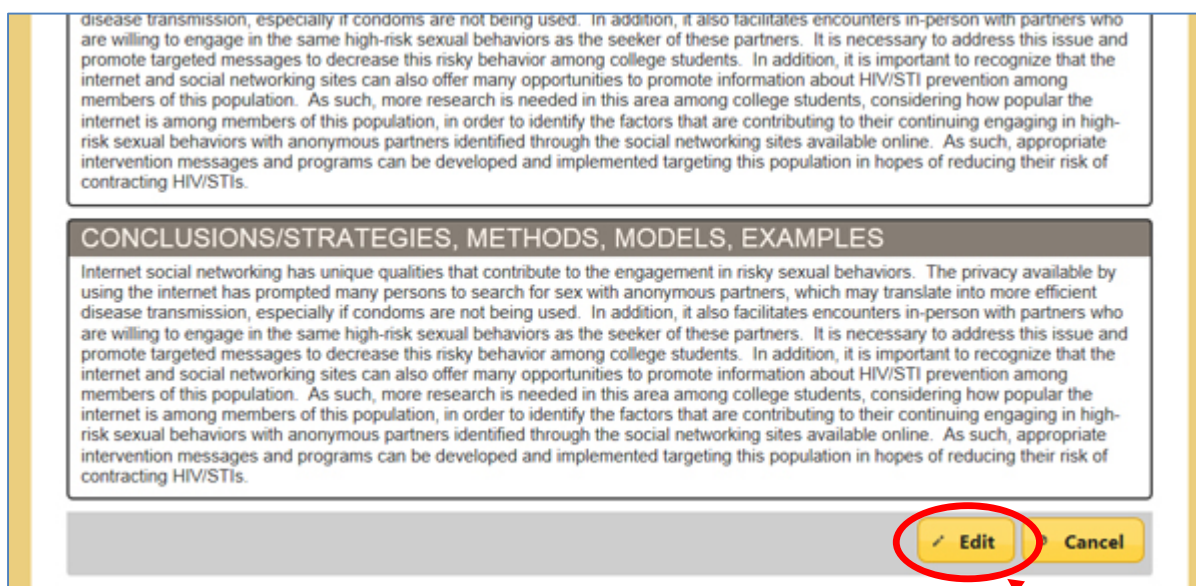 disease transmission, especially if condoms are not being used.  In addition, it also facilitates encounters in-person with partners who
are willing to engage in the same high-risk sexual behaviors as the seeker of these partners.  It is necessary to address this issue and
promote targeted messages to decrease this risky behavior among college students.  In addition, it is important to recognize that the
internet and social networking sites can also offer many opportunities to promote information about HIV/STI prevention among
members of this population.  As such, more research is needed in this area among college students, considering how popular the
internet is among members of this population, in order to identify the factors that are contributing to their continuing engaging in high-
risk sexual behaviors with anonymous partners identified through the social networking sites available online.  As such, appropriate
intervention messages and programs can be developed and implemented targeting this population in hopes of reducing their risk of
contracting HIV/STIs.
CONCLUSIONS/STRATEGIES, METHODS, MODELS, EXAMPLES
Internet social networking has unique qualities that contribute to the engagement in risky sexual behaviors.  The privacy available by
using the internet has prompted many persons to search for sex with anonymous partners, which may translate into more efficient
disease transmission, especially if condoms are not being used.  In addition, it also facilitates encounters in-person with partners who
are willing to engage in the same high-risk sexual behaviors as the seeker of these partners.  It is necessary to address this issue and
promote targeted messages to decrease this risky behavior among college students.  In addition, it is important to recognize that the
internet and social networking sites can also offer many opportunities to promote information about HIV/STI prevention among
members of this population.  As such, more research is needed in this area among college students, considering how popular the
internet is among members of this population, in order to identify the factors that are contributing to their continuing engaging in high-
risk sexual behaviors with anonymous partners identified through the social networking sites available online.  As such, appropriate
intervention messages and programs can be developed and implemented targeting this population in hopes of reducing their risk of
contracting HIV/STIs.
Edit Cancel